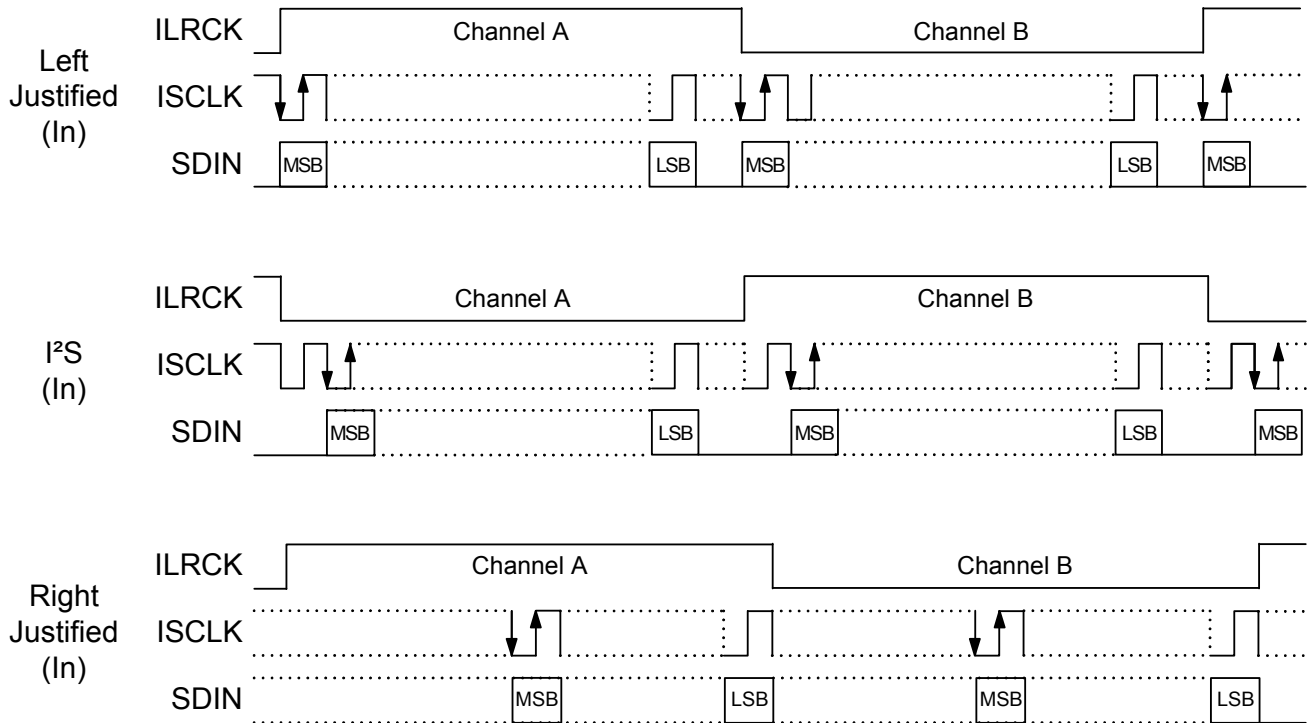 Left
Justified
(In)
ILRCK Channel A Channel B
ISCLK
SDIN MSB LSB MSB LSB MSB
I²S
(In)
ILRCK Channel A Channel B
ISCLK
SDIN MSB LSB MSB LSB MSB
Right
Justified
(In)
ILRCK Channel A Channel B
ISCLK
SDIN MSB LSB MSB LSB